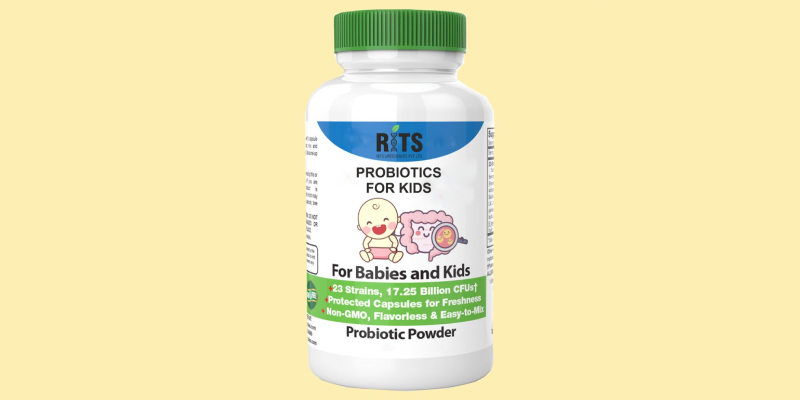 RITS
PROBIOTICS
FOR KIDS
For Babies and Kids
23 Strains, 17.25 Billion CFUs†
Protected Capsules for Freshness
Non-GMO, Flavorless & Easy-to-Mix
Probiotic Powder